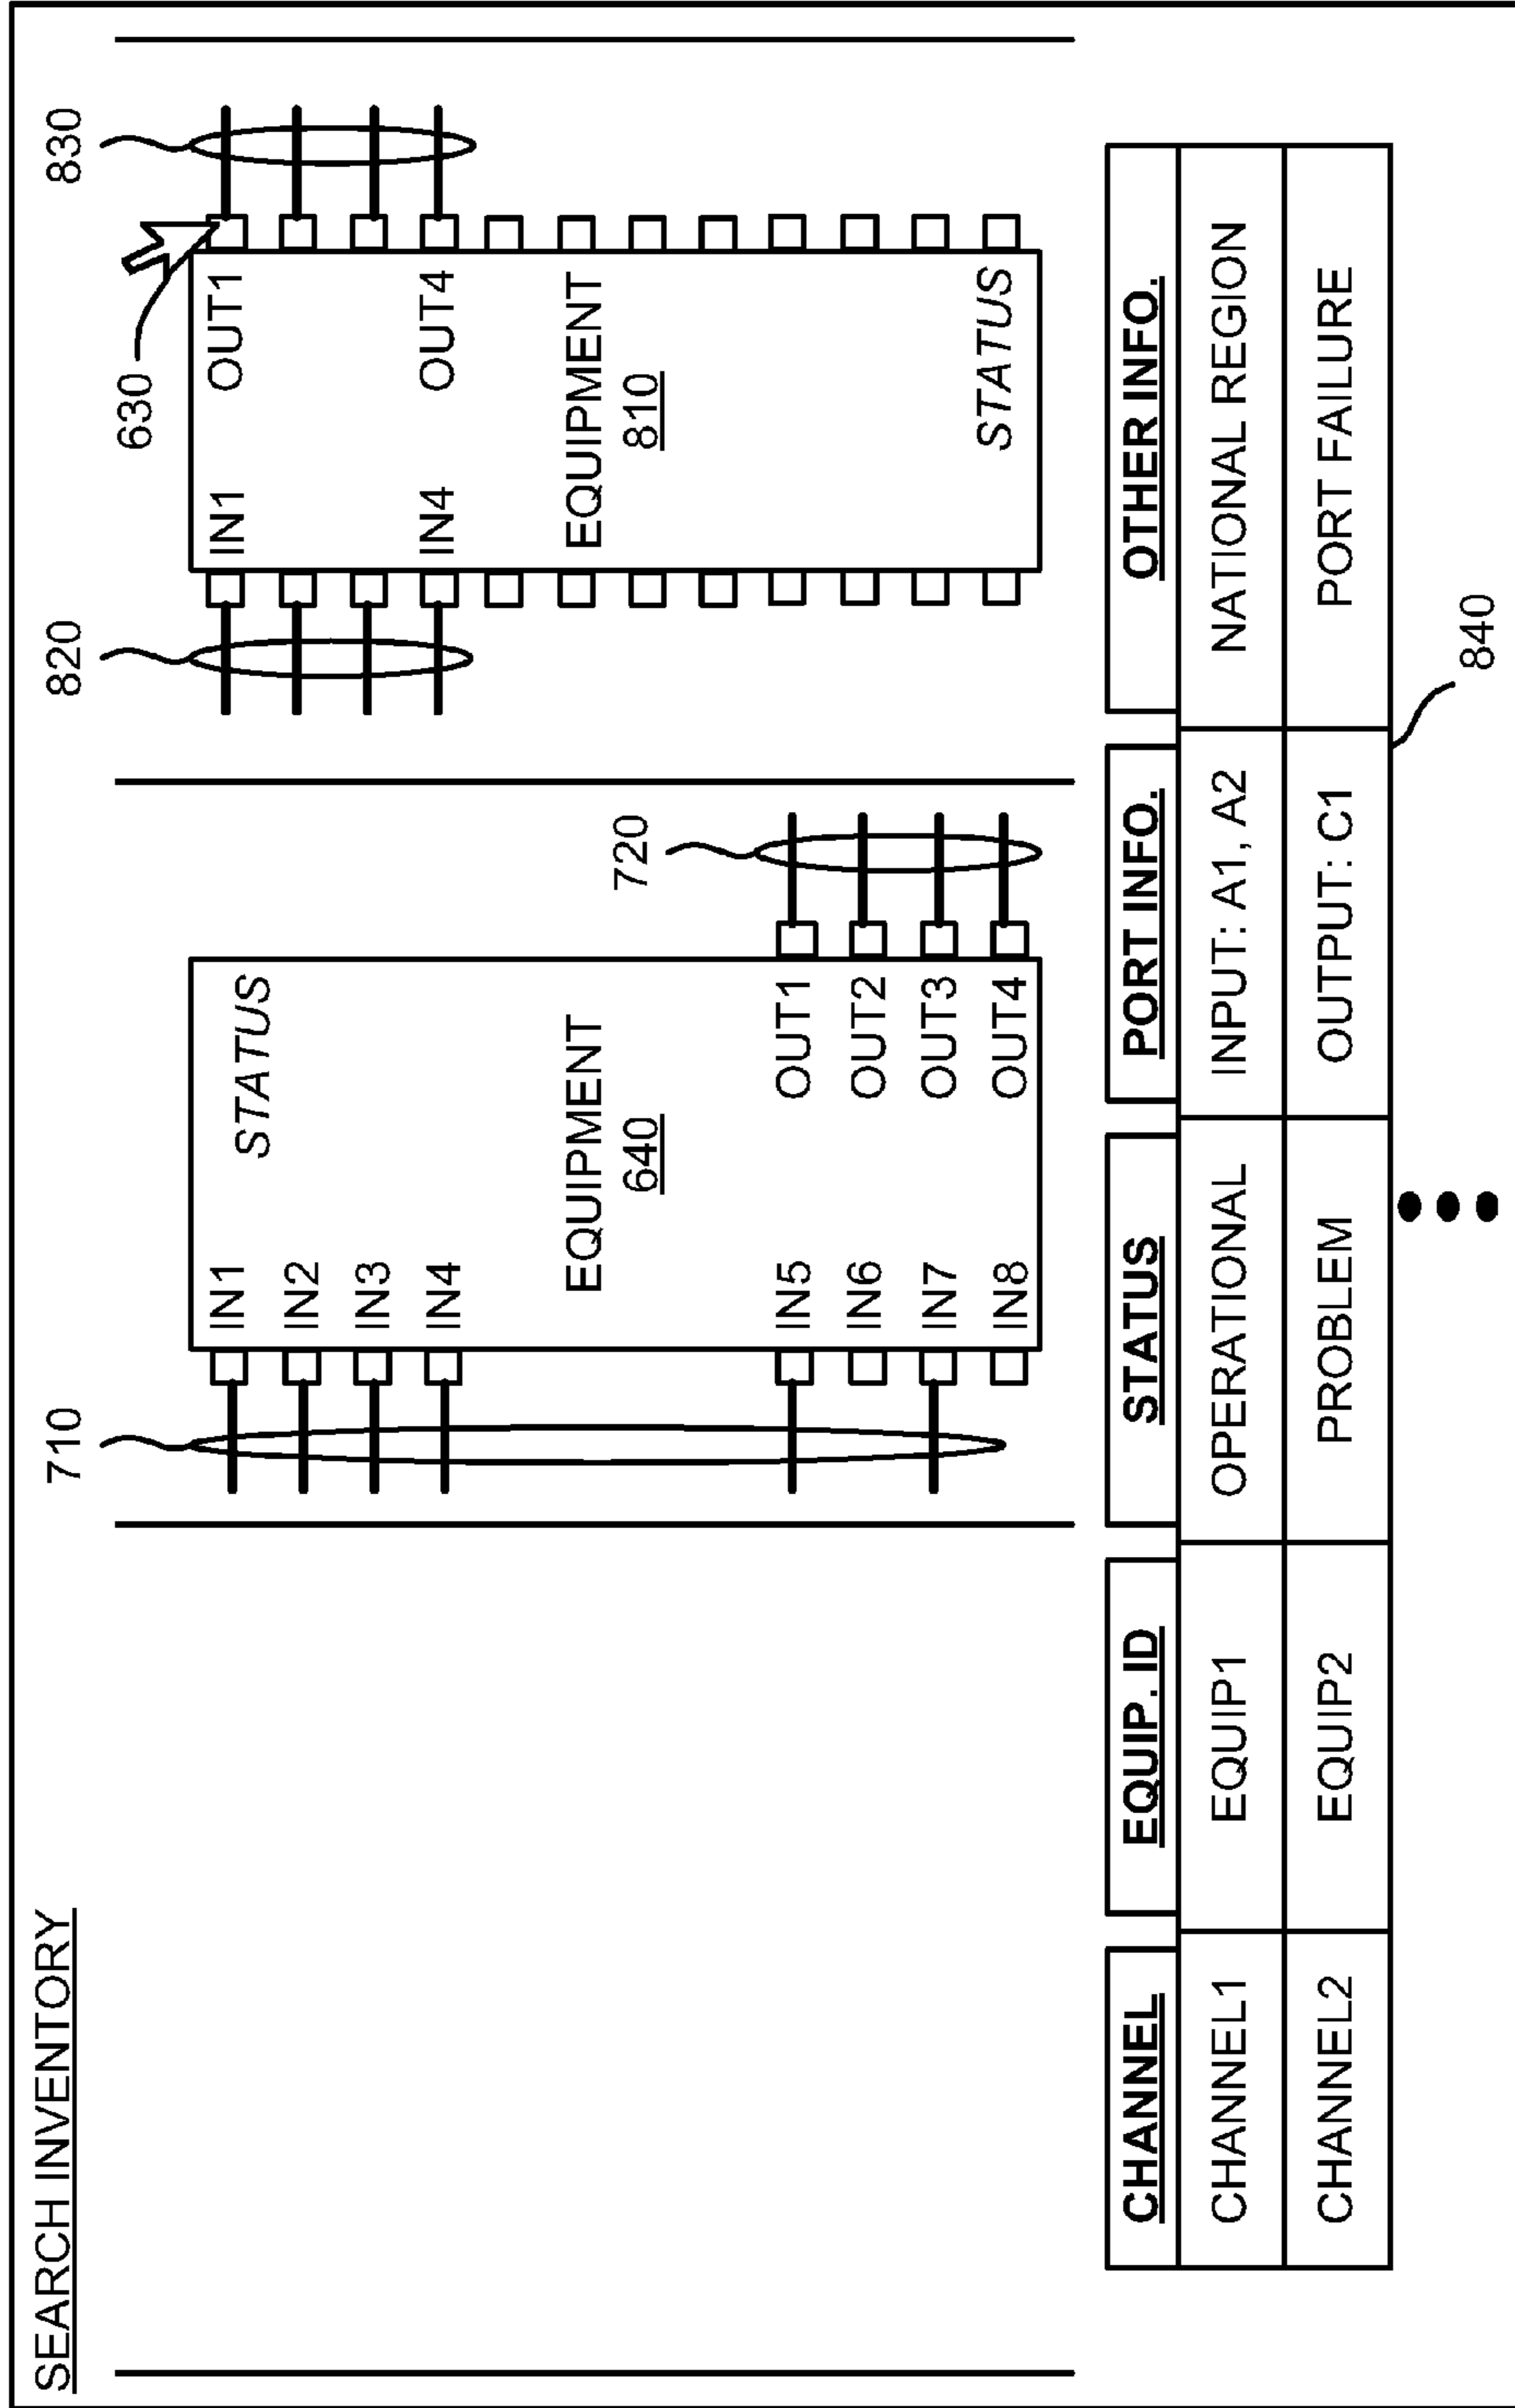 SEARCH INVENTORY
710
IN1
IN2
IN3
IN4
IN5
IN6
IN7
IN8
STATUS
EQUIPMENT
640
OUT1
OUT2
OUT3
OUT4
720
820
IN1
IN4
EQUIPMENT
810
630
OUT1
OUT4
STATUS
830
CHANNEL EQUIP. ID STATUS PORT INFO. OTHER INFO.
CHANNEL1 EQUIP1 OPERATIONAL INPUT: A1, A2 NATIONAL REGION
CHANNEL2 EQUIP2 PROBLEM OUTPUT: C1 PORT FAILURE
840